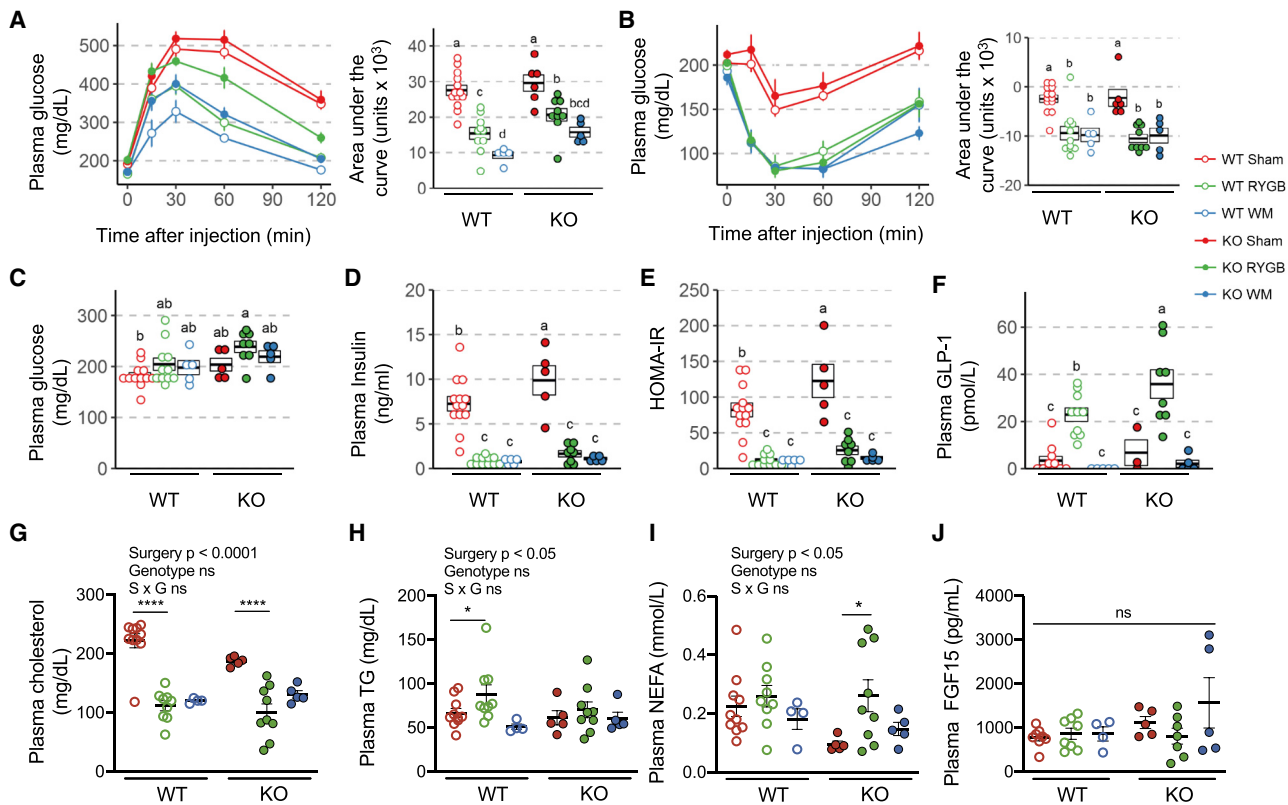 A
Plasma glucose
(mg/dL)
500
400
300
200
0
30
60
90
120
Time after injection (min)
Area under the
curve (units x 10³)
40
30
20
10
0
a
c
d
a
b
bcd
WT
KO
B
Plasma glucose
(mg/dL)
200
150
100
0
30
60
90
120
Time after injection (min)
Area under the
curve (units x 10³)
10
0
-10
-20
a
b
b
a
b
b
WT
KO
WT Sham
WT RYGB
WT WM
KO Sham
KO RYGB
KO WM
C
Plasma glucose
(mg/dL)
300
200
100
0
b
ab
ab
ab
a
ab
WT
KO
D
Plasma Insulin
(ng/ml)
20
15
10
5
0
b
c
c
a
c
c
WT
KO
E
HOMA-IR
250
200
150
100
50
0
b
c
c
a
c
c
WT
KO
F
Plasma GLP-1
(pmol/L)
60
40
20
0
c
b
c
c
a
c
WT
KO
G
Surgery p < 0.0001
Genotype ns
S x G ns
Plasma cholesterol
(mg/dL)
300
200
100
0
****
****
WT
KO
H
Surgery p < 0.05
Genotype ns
S x G ns
Plasma TG (mg/dL)
200
150
100
50
0
*
WT
KO
I
Surgery p < 0.05
Genotype ns
S x G ns
Plasma NEFA (mmol/L)
0.6
0.4
0.2
0.0
*
WT
KO
J
Plasma FGF15 (pg/mL)
4000
3000
2000
1000
0
ns
WT
KO